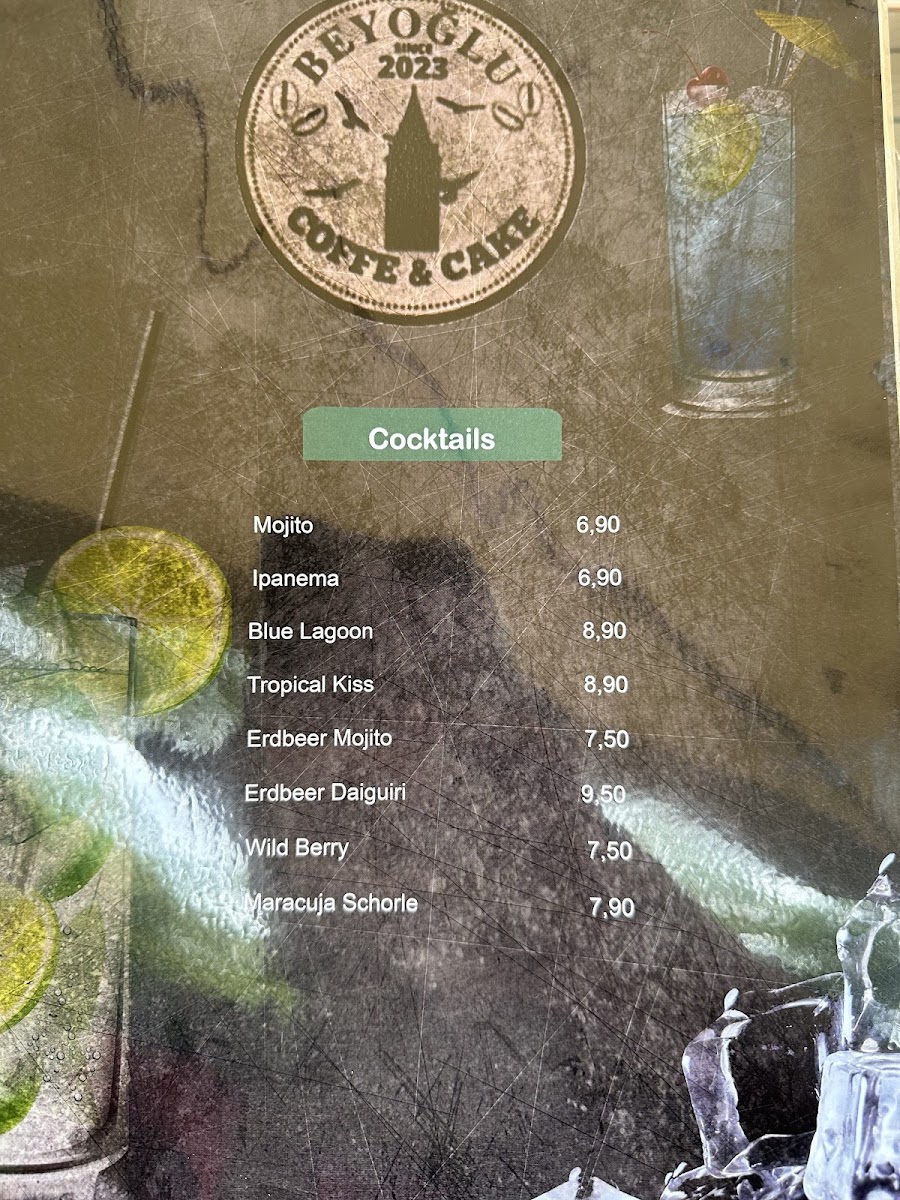 BEYOĞLU
SINCE
2023
COFFE & CAKE
Cocktails
Mojito 6,90
Ipanema 6,90
Blue Lagoon 8,90
Tropical Kiss 8,90
Erdbeer Mojito 7,50
Erdbeer Daiguiri 9,50
Wild Berry 7,50
Maracuja Schorle 7,90